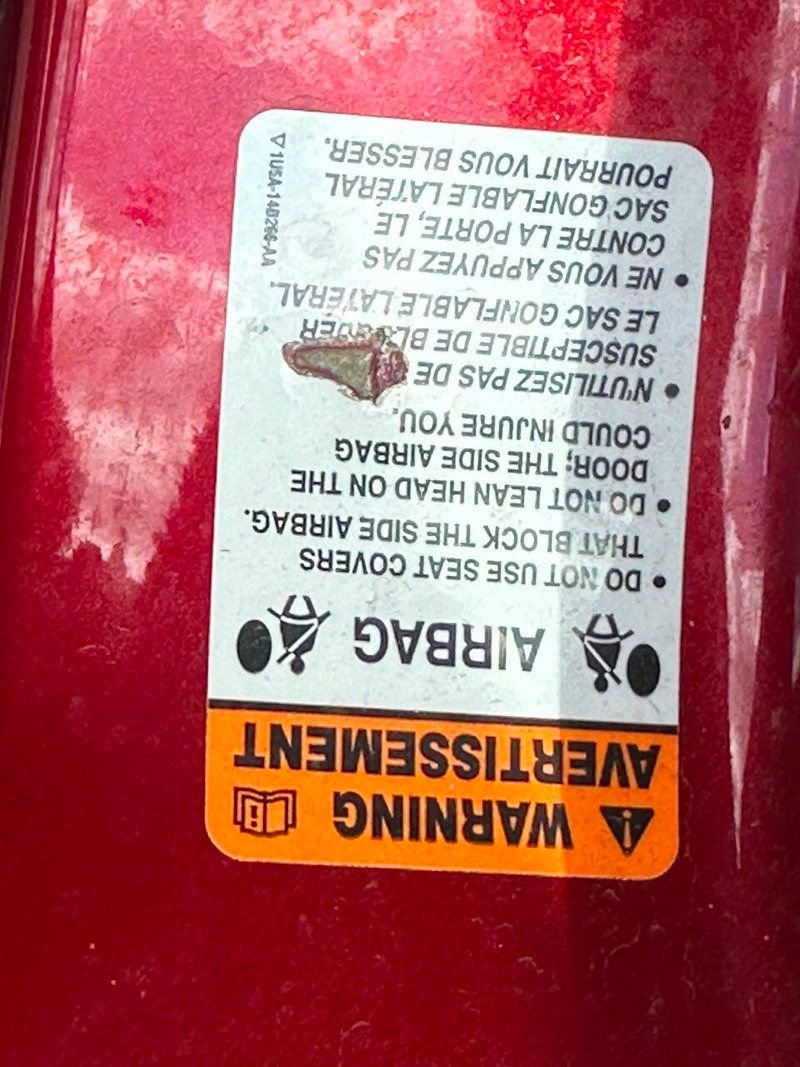 WARNING
AVERTISSEMENT
AIRBAG
• DO NOT USE SEAT COVERS
THAT BLOCK THE SIDE AIRBAG.
• DO NOT LEAN HEAD ON THE
DOOR; THE SIDE AIRBAG
COULD INJURE YOU.
• N'UTILISEZ PAS DE
SUSCEPTIBLE DE BLOQUER
LE SAC GONFLABLE LATÉRAL.
• NE VOUS APPUYEZ PAS
CONTRE LA PORTE, LE
SAC GONFLABLE LATÉRAL
POURRAIT VOUS BLESSER.
1U5A-14B266-AA